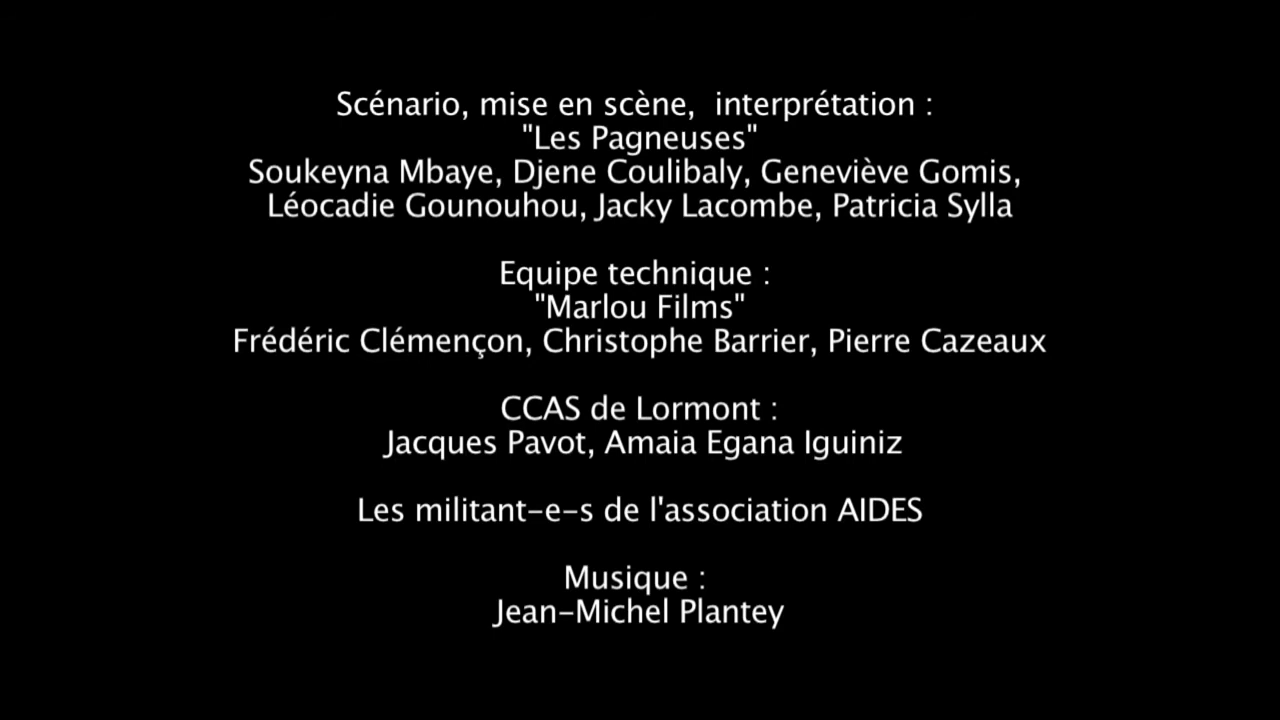 Scénario, mise en scène,  interprétation :
"Les Pagneuses"
Soukeyna Mbaye, Djene Coulibaly, Geneviève Gomis,
Léocadie Gounouhou, Jacky Lacombe, Patricia Sylla
Equipe technique :
"Marlou Films"
Frédéric Clémençon, Christophe Barrier, Pierre Cazeaux
CCAS de Lormont :
Jacques Pavot, Amaia Egana Iguiniz
Les militant-e-s de l'association AIDES
Musique :
Jean-Michel Plantey